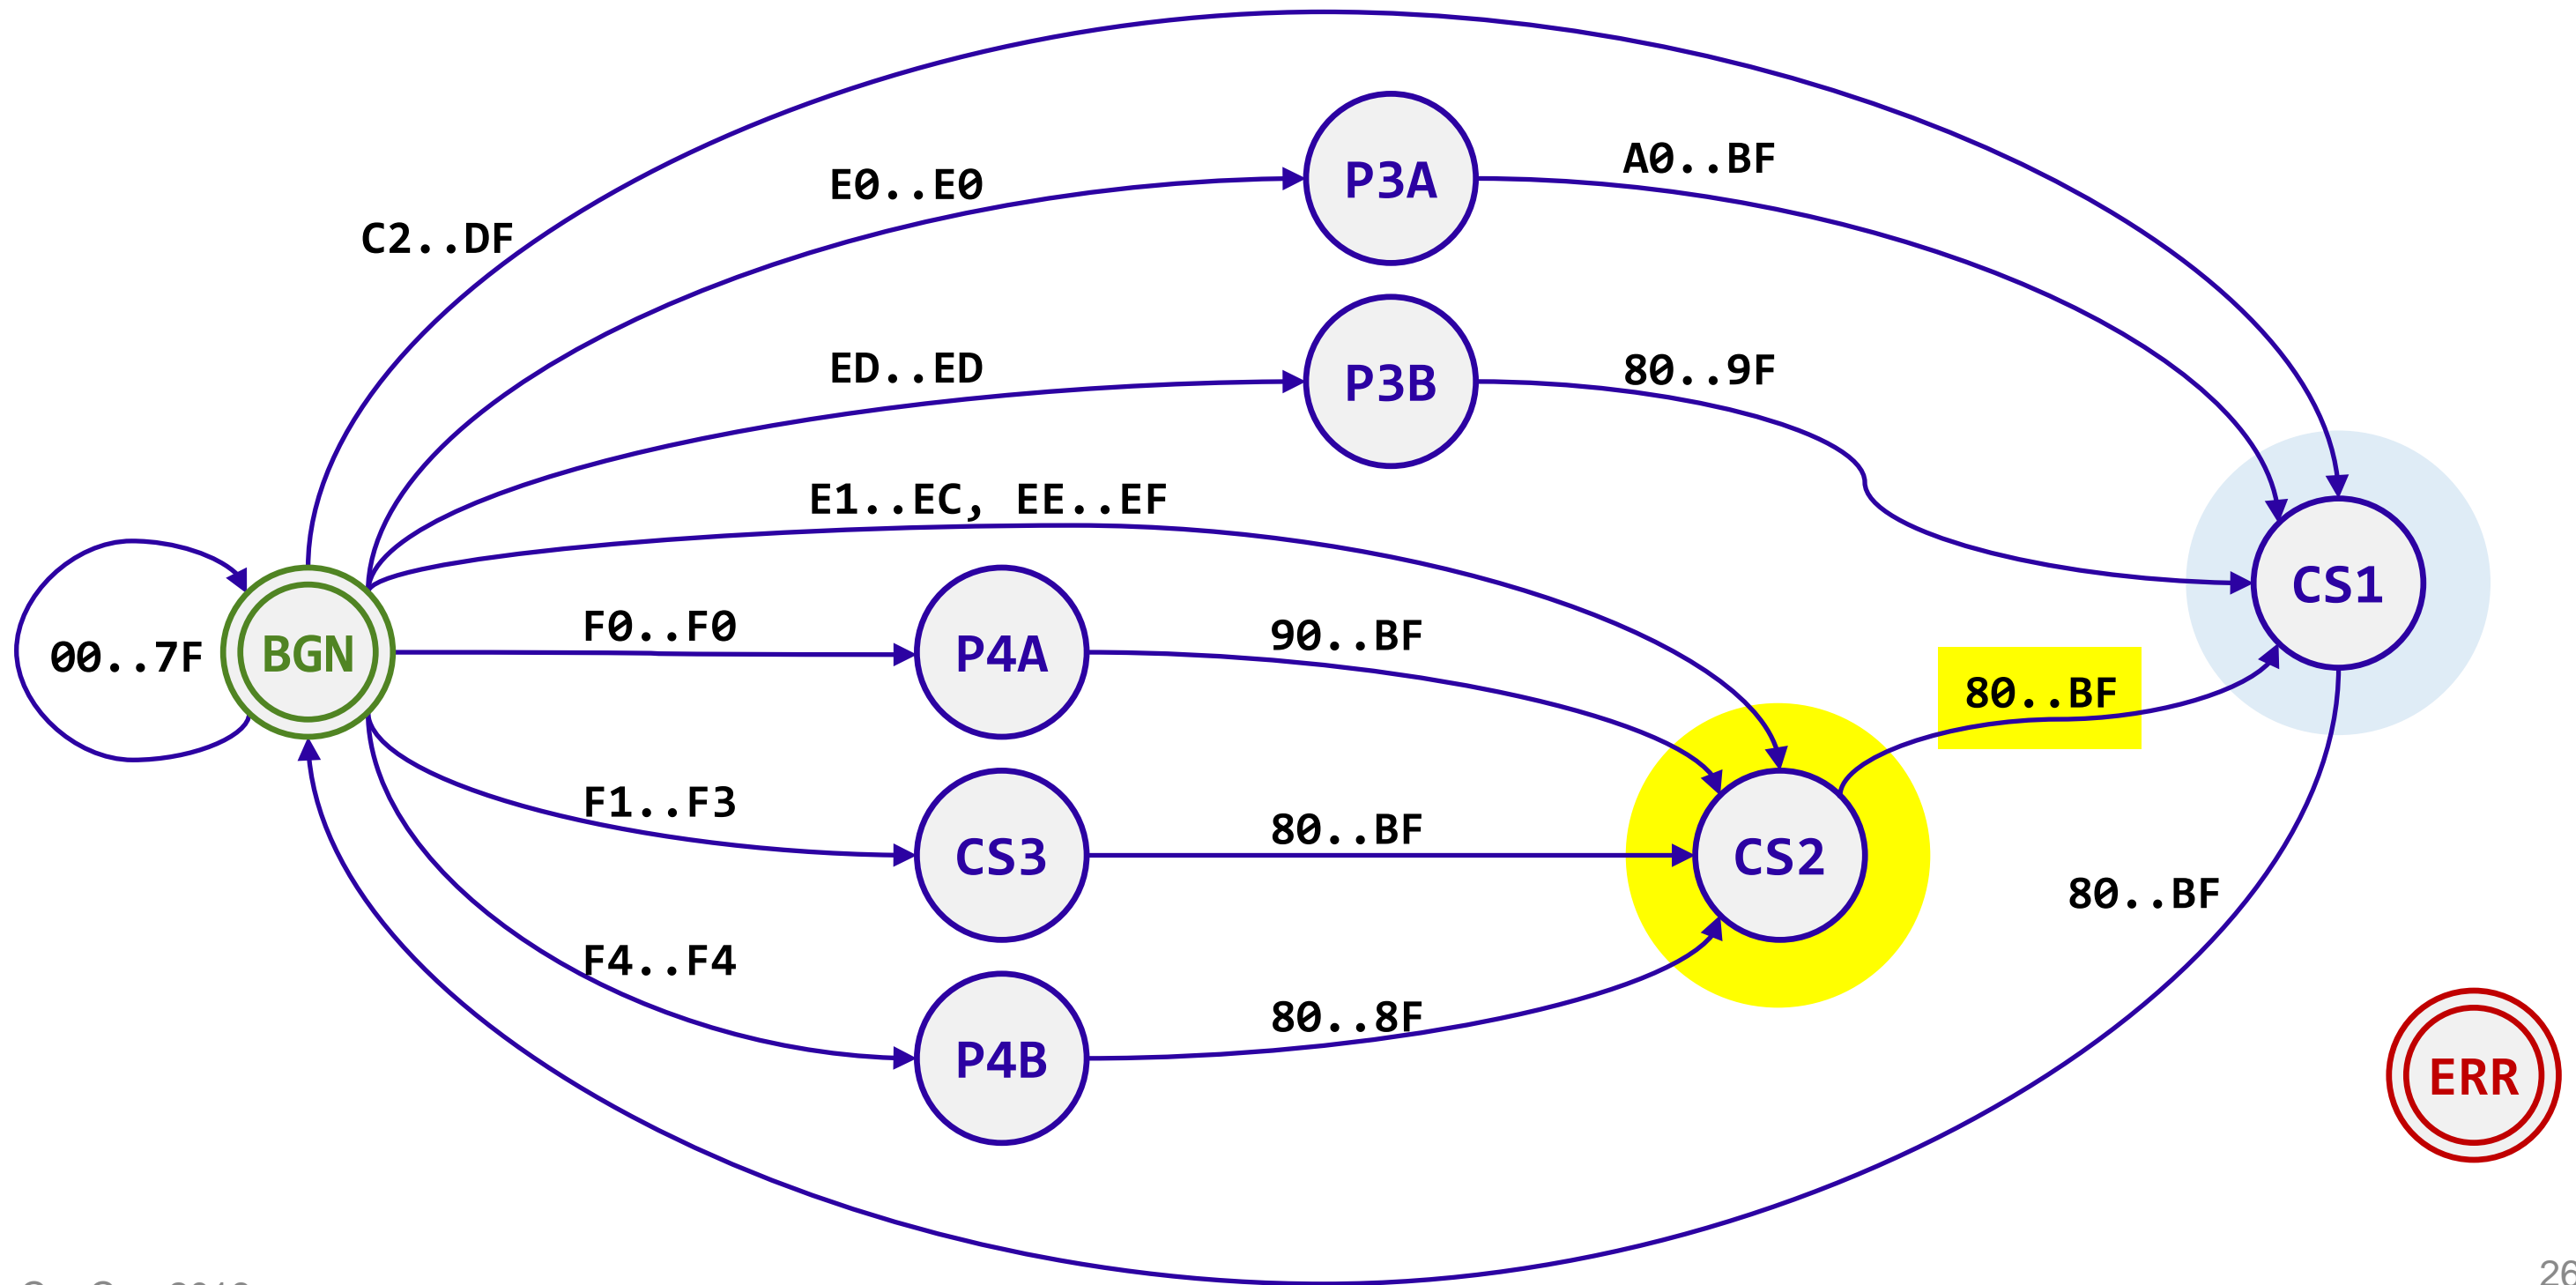 P3A
A0..BF
E0..E0
C2..DF
ED..ED
P3B
80..9F
E1..EC, EE..EF
CS1
F0..F0
90..BF
00..7F
BGN
P4A
80..BF
F1..F3
80..BF
CS3
CS2
80..BF
F4..F4
80..8F
P4B
ERR
26